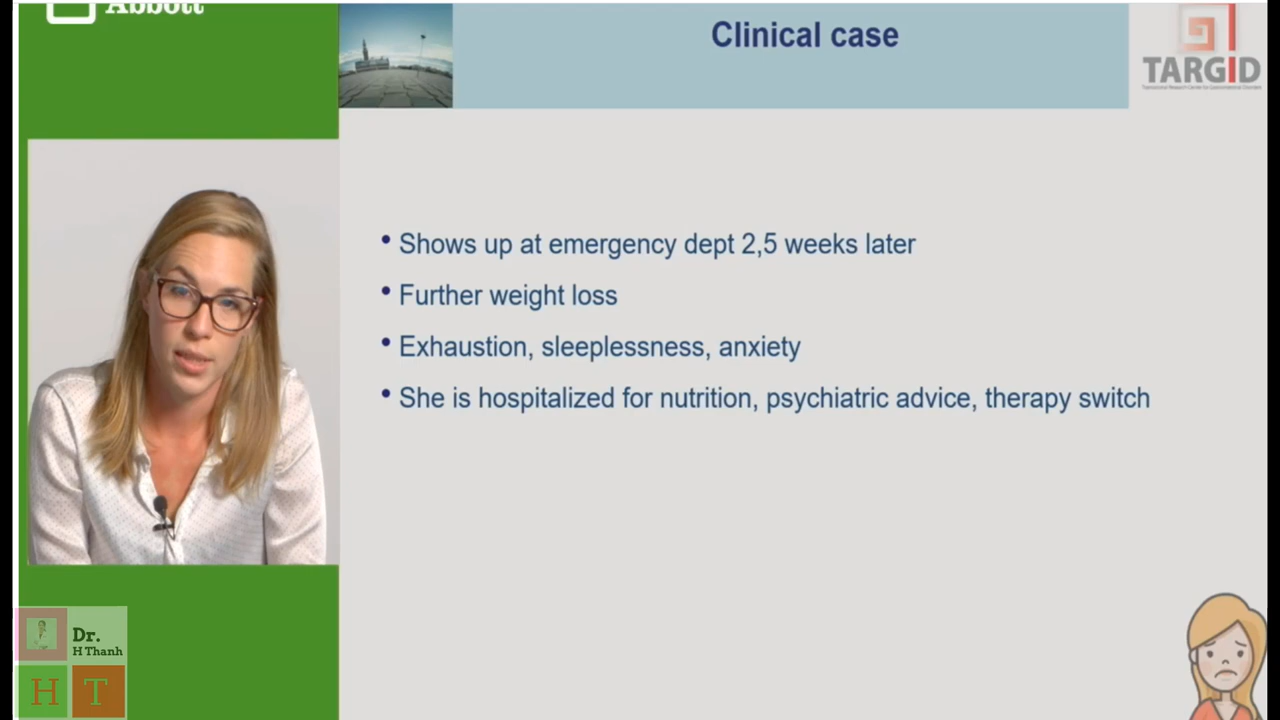 Abbott
Clinical case
TARGID
• Shows up at emergency dept 2,5 weeks later
• Further weight loss
• Exhaustion, sleeplessness, anxiety
• She is hospitalized for nutrition, psychiatric advice, therapy switch
Dr.
H Thanh
H T